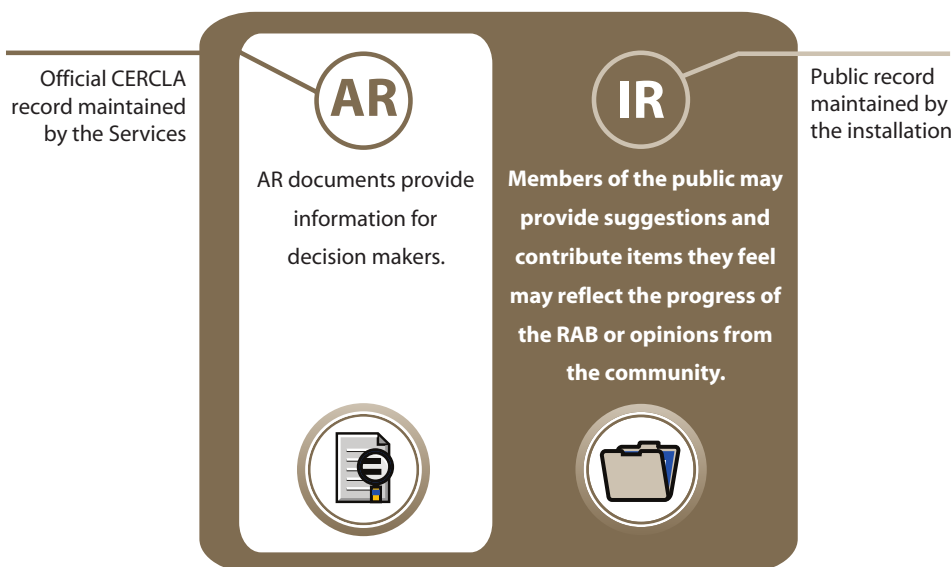 Official CERCLA
record maintained
by the Services
AR
AR documents provide
information for
decision makers.
IR
Members of the public may
provide suggestions and
contribute items they feel
may reflect the progress of
the RAB or opinions from
the community.
Public record
maintained by
the installation